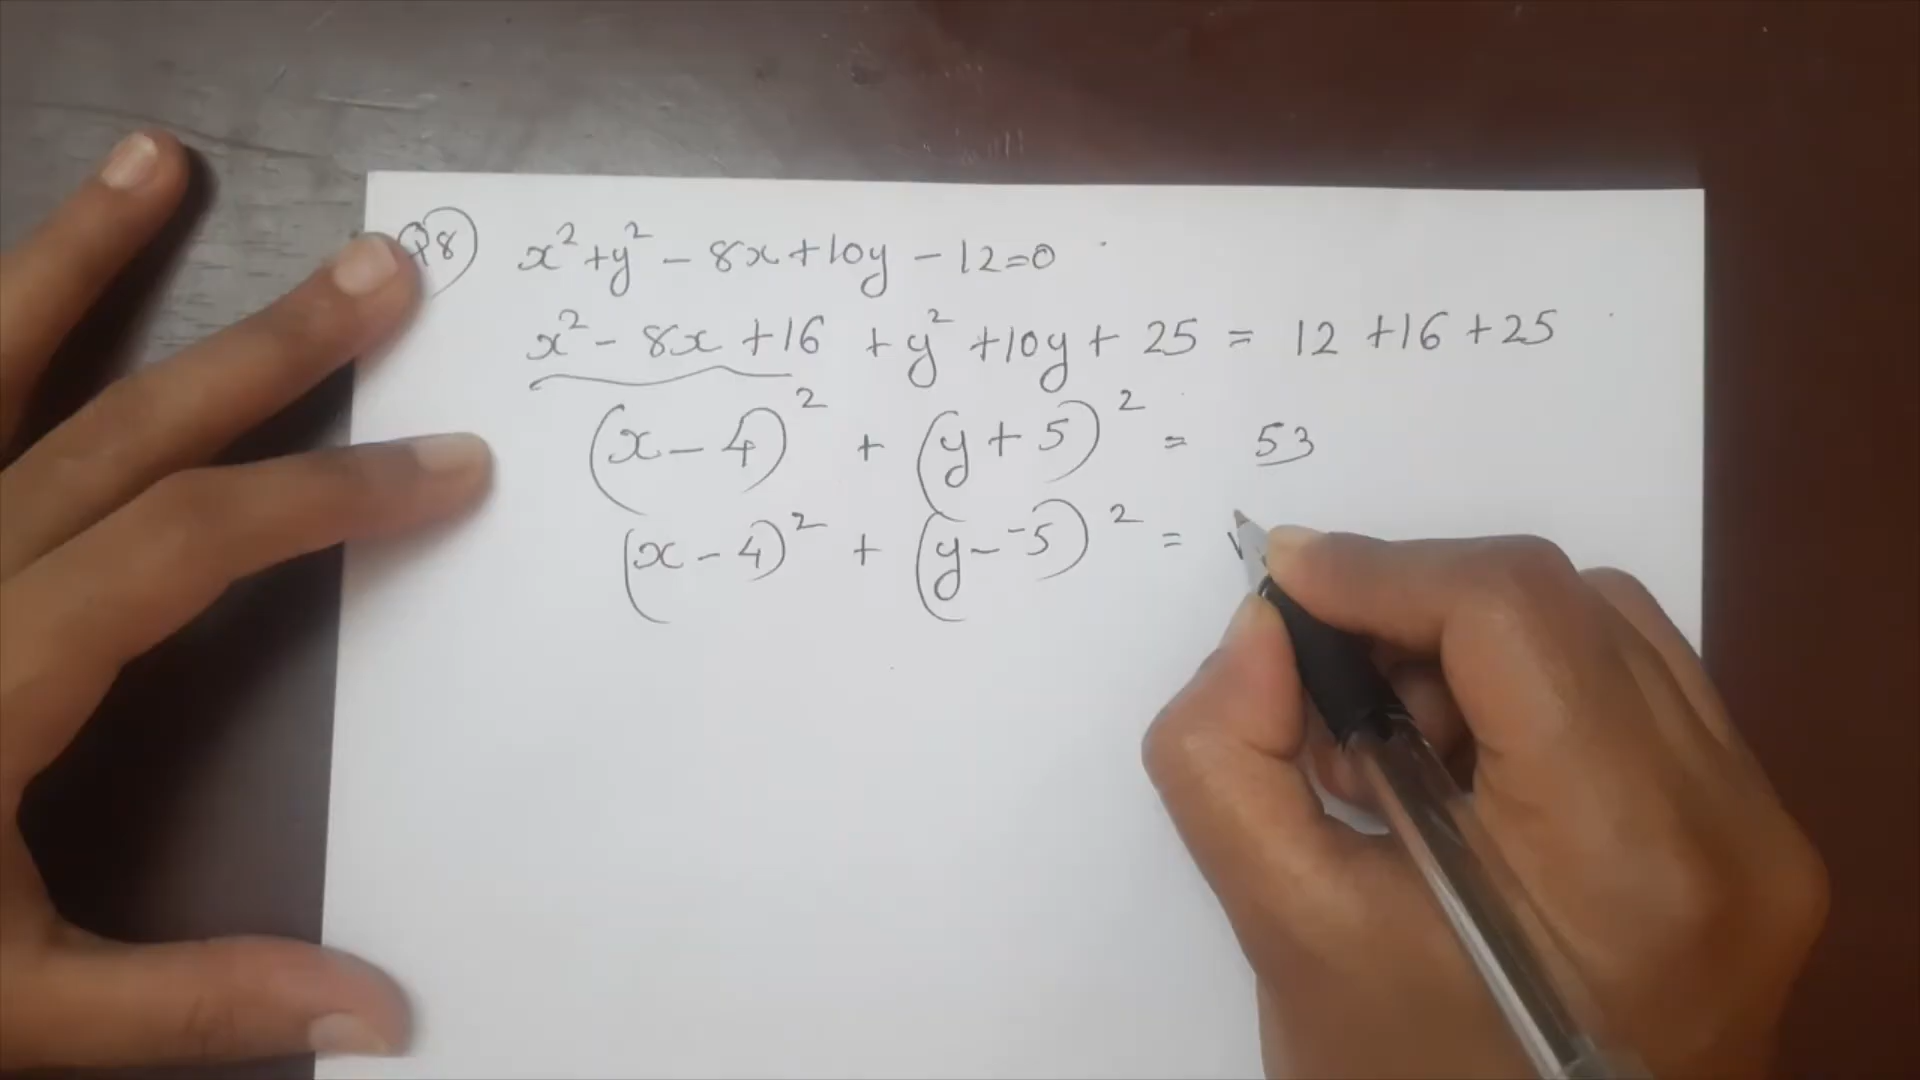 Q8 x² + y² - 8x + 10y - 12 = 0
x² - 8x + 16 + y² + 10y + 25 = 12 + 16 + 25
(x - 4)² + (y + 5)² = 53
(x - 4)² + (y - -5)² =